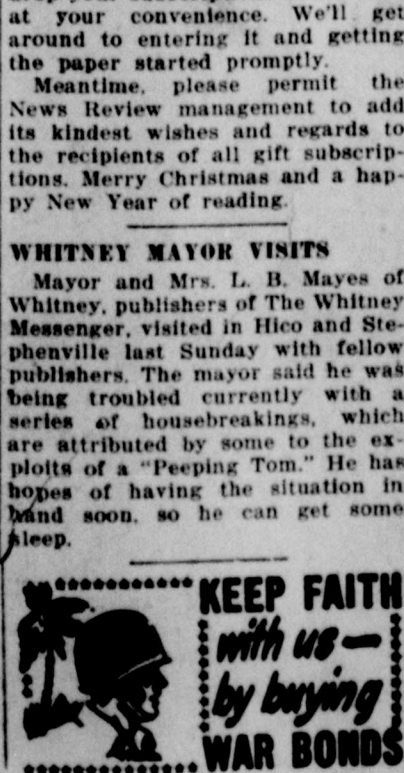 at your convenience. We'll get
around to entering it and getting
the paper started promptly.
Meantime, please permit the
News Review management to add
its kindest wishes and regards to
the recipients of all gift subscrip-
tions. Merry Christmas and a hap-
py New Year of reading.
WHITNEY MAYOR VISITS
Mayor and Mrs. L. B. Mayes of
Whitney, publishers of The Whitney
Messenger, visited in Hico and Ste-
phenville last Sunday with fellow
publishers. The mayor said he was
being troubled currently with a
series of housebreakings, which
are attributed by some to the ex-
ploits of a "Peeping Tom." He has
hopes of having the situation in
hand soon, so he can get some
sleep.
KEEP FAITH
with us—
by buying
WAR BONDS